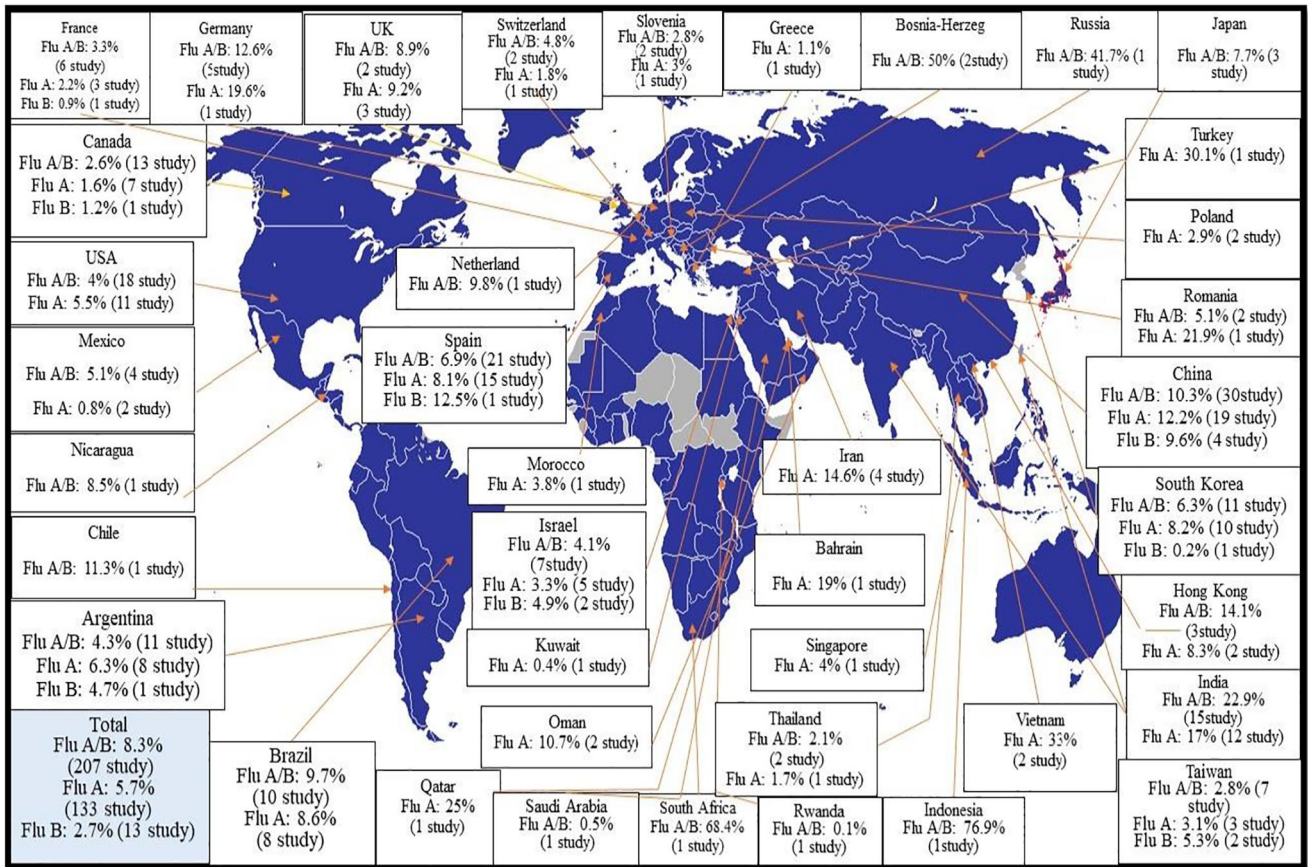 France
Flu A/B: 3.3%
(6 study)
Flu A: 2.2% (3 study)
Flu B: 0.9% (1 study)
Germany
Flu A/B: 12.6%
(5study)
Flu A: 19.6%
(1 study)
UK
Flu A/B: 8.9%
(2 study)
Flu A: 9.2%
(3 study)
Switzerland
Flu A/B: 4.8%
(2 study)
Flu A: 1.8%
(1 study)
Slovenia
Flu A/B: 2.8%
(2 study)
Flu A: 3%
(1 study)
Greece
Flu A: 1.1%
(1 study)
Bosnia-Herzeg
Flu A/B: 50% (2study)
Russia
Flu A/B: 41.7% (1
study)
Japan
Flu A/B: 7.7% (3
study)
Canada
Flu A/B: 2.6% (13 study)
Flu A: 1.6% (7 study)
Flu B: 1.2% (1 study)
Turkey
Flu A: 30.1% (1 study)
Poland
Flu A: 2.9% (2 study)
USA
Flu A/B: 4% (18 study)
Flu A: 5.5% (11 study)
Netherland
Flu A/B: 9.8% (1 study)
Romania
Flu A/B: 5.1% (2 study)
Flu A: 21.9% (1 study)
Mexico
Flu A/B: 5.1% (4 study)
Flu A: 0.8% (2 study)
Spain
Flu A/B: 6.9% (21 study)
Flu A: 8.1% (15 study)
Flu B: 12.5% (1 study)
China
Flu A/B: 10.3% (30study)
Flu A: 12.2% (19 study)
Flu B: 9.6% (4 study)
Nicaragua
Flu A/B: 8.5% (1 study)
Morocco
Flu A: 3.8% (1 study)
Iran
Flu A: 14.6% (4 study)
South Korea
Flu A/B: 6.3% (11 study)
Flu A: 8.2% (10 study)
Flu B: 0.2% (1 study)
Chile
Flu A/B: 11.3% (1 study)
Israel
Flu A/B: 4.1%
(7study)
Flu A: 3.3% (5 study)
Flu B: 4.9% (2 study)
Bahrain
Flu A: 19% (1 study)
Hong Kong
Flu A/B: 14.1%
(3study)
Flu A: 8.3% (2 study)
Argentina
Flu A/B: 4.3% (11 study)
Flu A: 6.3% (8 study)
Flu B: 4.7% (1 study)
Kuwait
Flu A: 0.4% (1 study)
Singapore
Flu A: 4% (1 study)
India
Flu A/B: 22.9%
(15study)
Flu A: 17% (12 study)
Total
Flu A/B: 8.3%
(207 study)
Flu A: 5.7%
(133 study)
Flu B: 2.7% (13 study)
Brazil
Flu A/B: 9.7%
(10 study)
Flu A: 8.6%
(8 study)
Oman
Flu A: 10.7% (2 study)
Thailand
Flu A/B: 2.1%
(2 study)
Flu A: 1.7% (1 study)
Vietnam
Flu A: 33%
(2 study)
Taiwan
Flu A/B: 2.8% (7
study)
Flu A: 3.1% (3 study)
Flu B: 5.3% (2 study)
Qatar
Flu A: 25%
(1 study)
Saudi Arabia
Flu A/B: 0.5%
(1 study)
South Africa
Flu A/B: 68.4%
(1 study)
Rwanda
Flu A/B: 0.1%
(1 study)
Indonesia
Flu A/B: 76.9%
(1study)